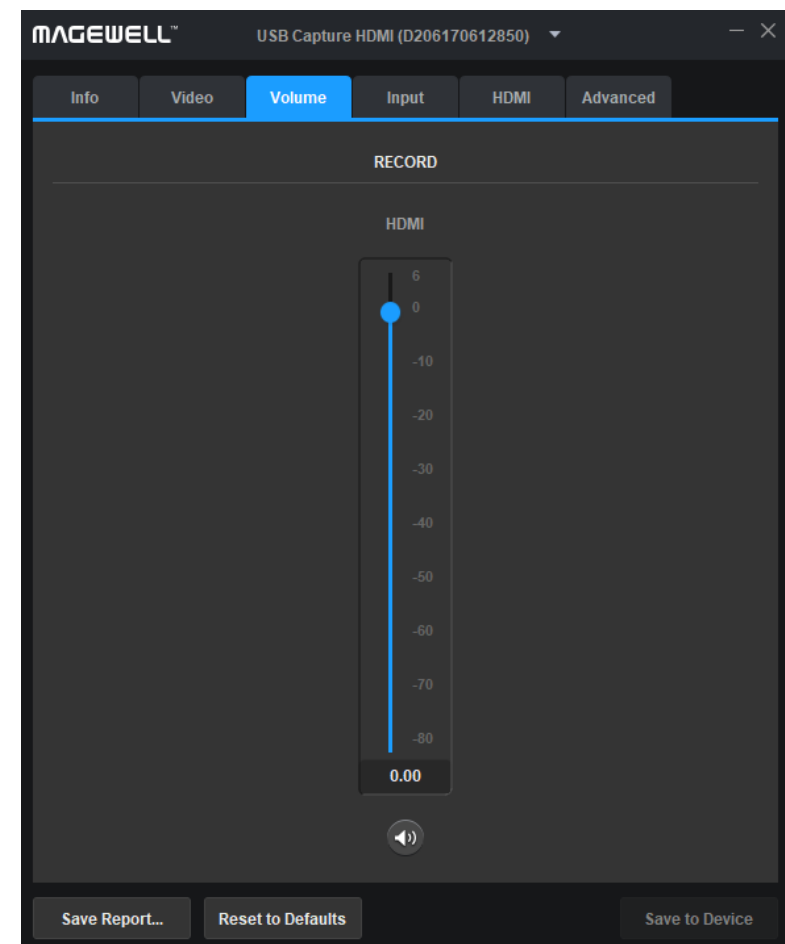 MAGEWELL™ USB Capture HDMI (D206170612850)
Info Video Volume Input HDMI Advanced
RECORD
HDMI
6
0
-10
-20
-30
-40
-50
-60
-70
-80
0.00
Save Report... Reset to Defaults Save to Device